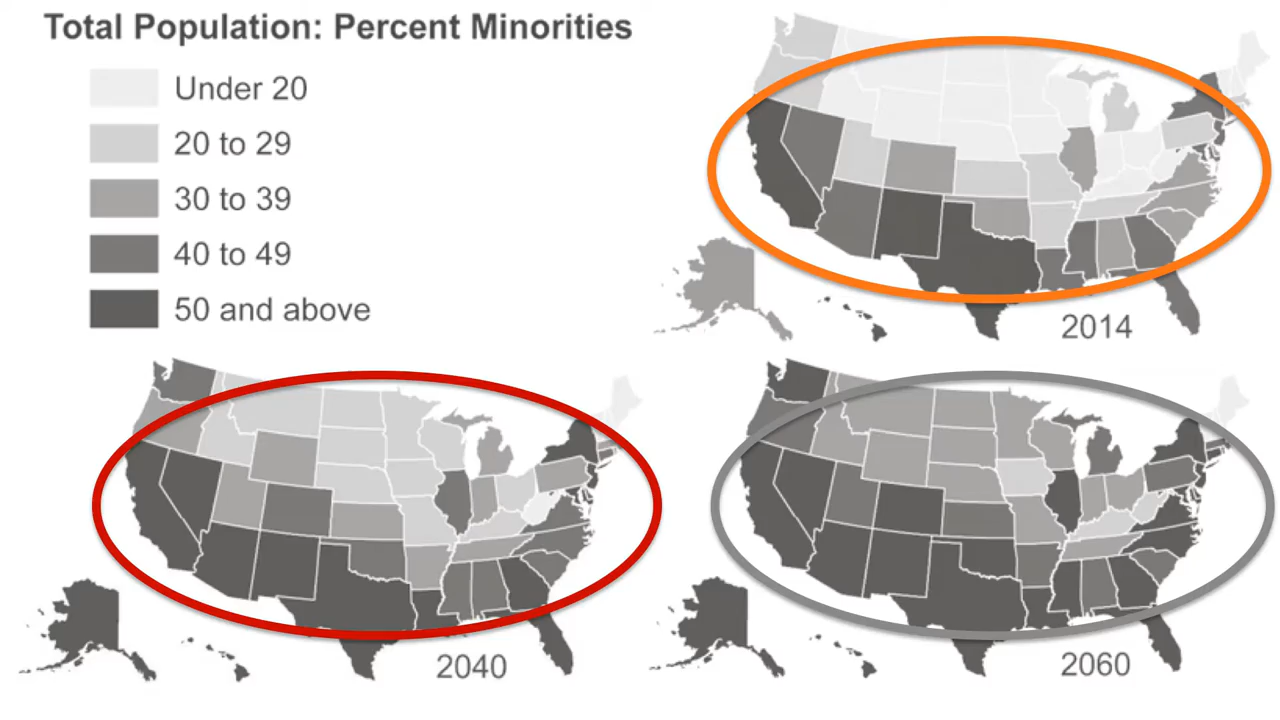 Total Population: Percent Minorities
Under 20
20 to 29
30 to 39
40 to 49
50 and above
2014
2040
2060